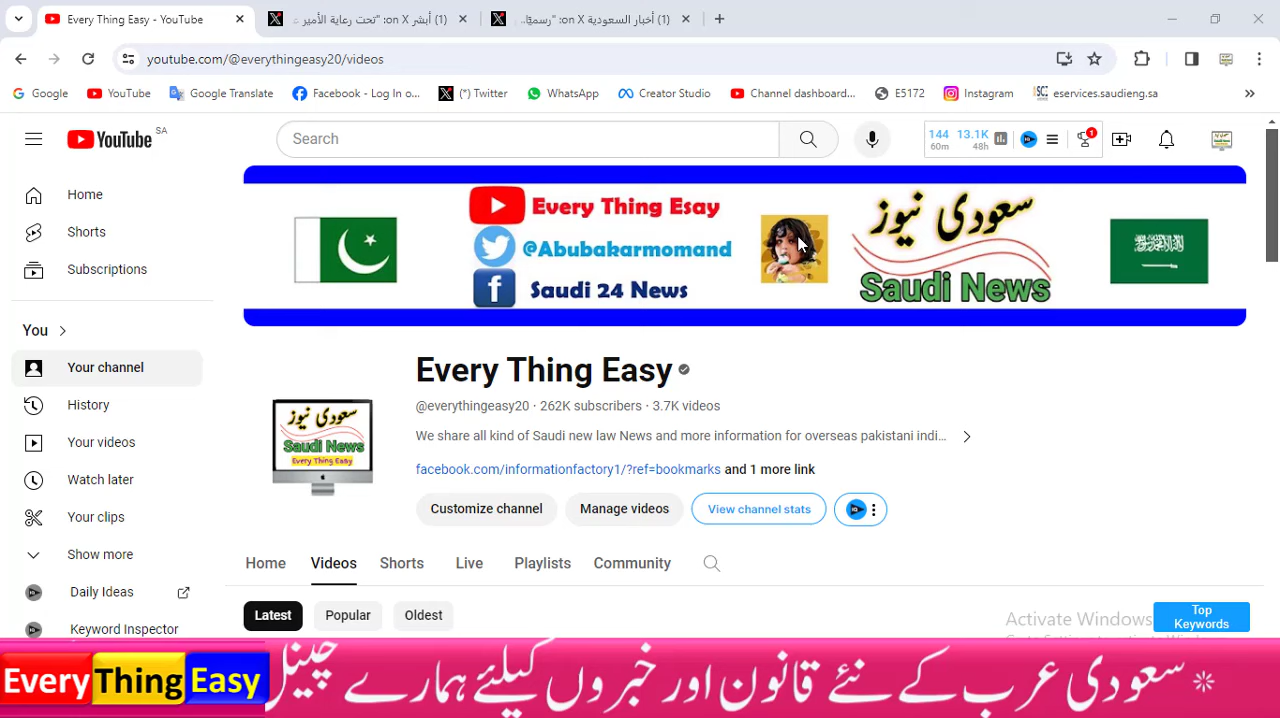 Every Thing Easy - YouTube
(1) أبشر on X: "تحت رعاية الأمير
(1) أخبار السعودية on X: "رسميًا..
youtube.com/@everythingeasy20/videos
Google
YouTube
Google Translate
Facebook - Log In o...
(*) Twitter
WhatsApp
Creator Studio
Channel dashboard...
E5172
Instagram
eservices.saudieng.sa
YouTube SA
Search
144 60m
13.1K 48h
1
Home
Shorts
Subscriptions
You
Your channel
History
Your videos
Watch later
Your clips
Show more
Daily Ideas
Keyword Inspector
Every Thing Esay
@Abubakarmomand
Saudi 24 News
سعودی نیوز
Saudi News
Every Thing Easy
@everythingeasy20 · 262K subscribers · 3.7K videos
We share all kind of Saudi new law News and more information for overseas pakistani indi...
facebook.com/informationfactory1/?ref=bookmarks and 1 more link
سعودی نیوز
Saudi News
Every Thing Easy
Customize channel
Manage videos
View channel stats
Home
Videos
Shorts
Live
Playlists
Community
Latest
Popular
Oldest
Activate Windows
Top Keywords
EveryThingEasy
سعودی عرب کے نئے قانون اور خبروں کیلئے ہمارے چینل